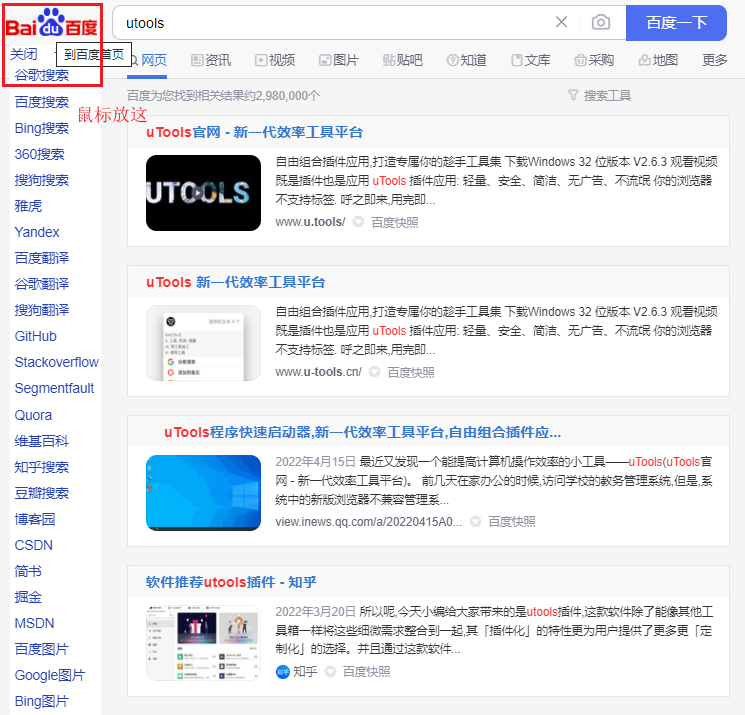 Bai du 百度
utools
百度一下
关闭
到百度首页
网页
资讯
视频
图片
贴吧
知道
文库
采购
地图
更多
谷歌搜索
百度搜索
Bing搜索
360搜索
搜狗搜索
雅虎
Yandex
百度翻译
谷歌翻译
搜狗翻译
GitHub
Stackoverflow
Segmentfault
Quora
维基百科
知乎搜索
豆瓣搜索
博客园
CSDN
简书
掘金
MSDN
百度图片
Google图片
Bing图片
鼠标放这
百度为您找到相关结果约2,980,000个
搜索工具
uTools官网 - 新一代效率工具平台
UTOOLS
自由组合插件应用,打造专属你的趁手工具集 下载Windows 32 位版本 V2.6.3 观看视频
既是插件也是应用 uTools 插件应用: 轻量、安全、简洁、无广告、不流氓 你的浏览器
不支持标签. 呼之即来,用完即...
www.u.tools/ 百度快照
uTools 新一代效率工具平台
自由组合插件应用,打造专属你的趁手工具集 下载Windows 32 位版本 V2.6.3 观看视频
既是插件也是应用 uTools 插件应用: 轻量、安全、简洁、无广告、不流氓 你的浏览器
不支持标签. 呼之即来,用完即...
www.u-tools.cn/ 百度快照
uTools程序快速启动器,新一代效率工具平台,自由组合插件应...
2022年4月15日 最近又发现一个能提高计算机操作效率的小工具——uTools(uTools官
网 - 新一代效率工具平台)。 前几天在家办公的时候,访问学校的教务管理系统,但是,系
统中的新版浏览器不兼容管理系...
view.inews.qq.com/a/20220415A0... 百度快照
软件推荐utools插件 - 知乎
2022年3月20日 所以呢,今天小编给大家带来的是utools插件,这款软件除了能像其他工
具箱一样将这些细微需求整合到一起,其「插件化」的特性更为用户提供了更多更「定
制化」的选择。并且通过这款软件...
知乎 百度快照